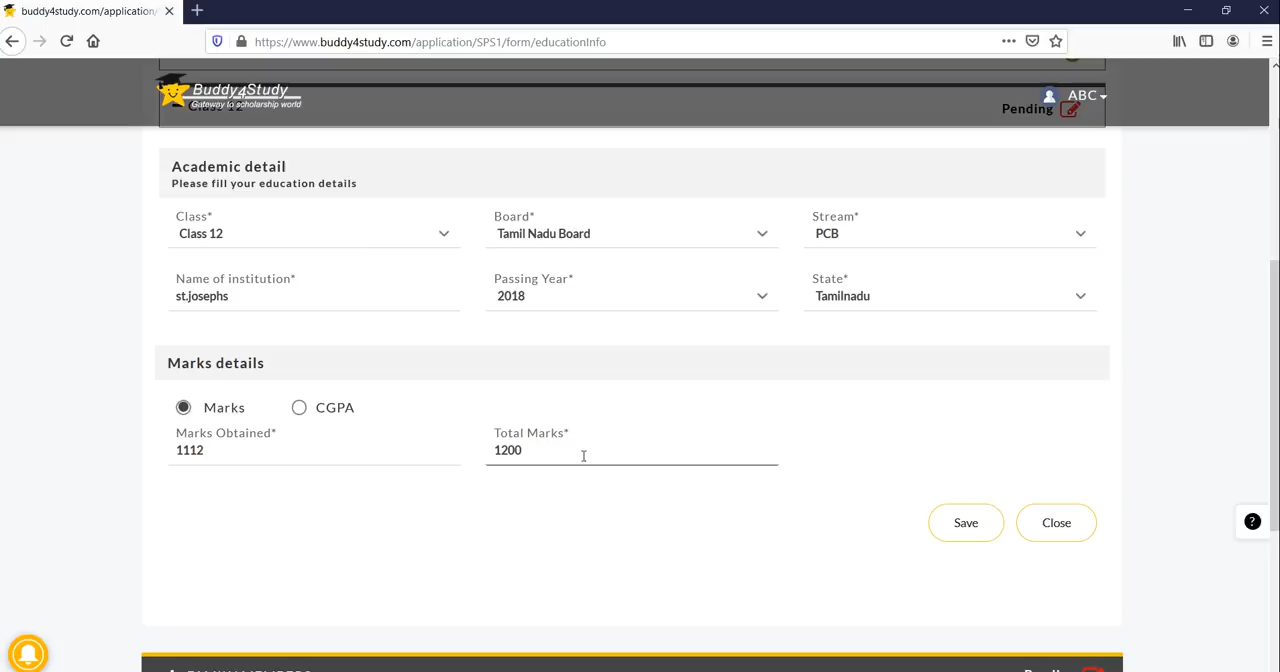 buddy4study.com/application/
https://www.buddy4study.com/application/SPS1/form/educationInfo
Buddy4Study
Gateway to scholarship world
ABC
Class 12
Pending
Academic detail
Please fill your education details
Class*
Board*
Stream*
Class 12
Tamil Nadu Board
PCB
Name of institution*
Passing Year*
State*
st.josephs
2018
Tamilnadu
Marks details
Marks
CGPA
Marks Obtained*
Total Marks*
1112
1200
Save
Close
?